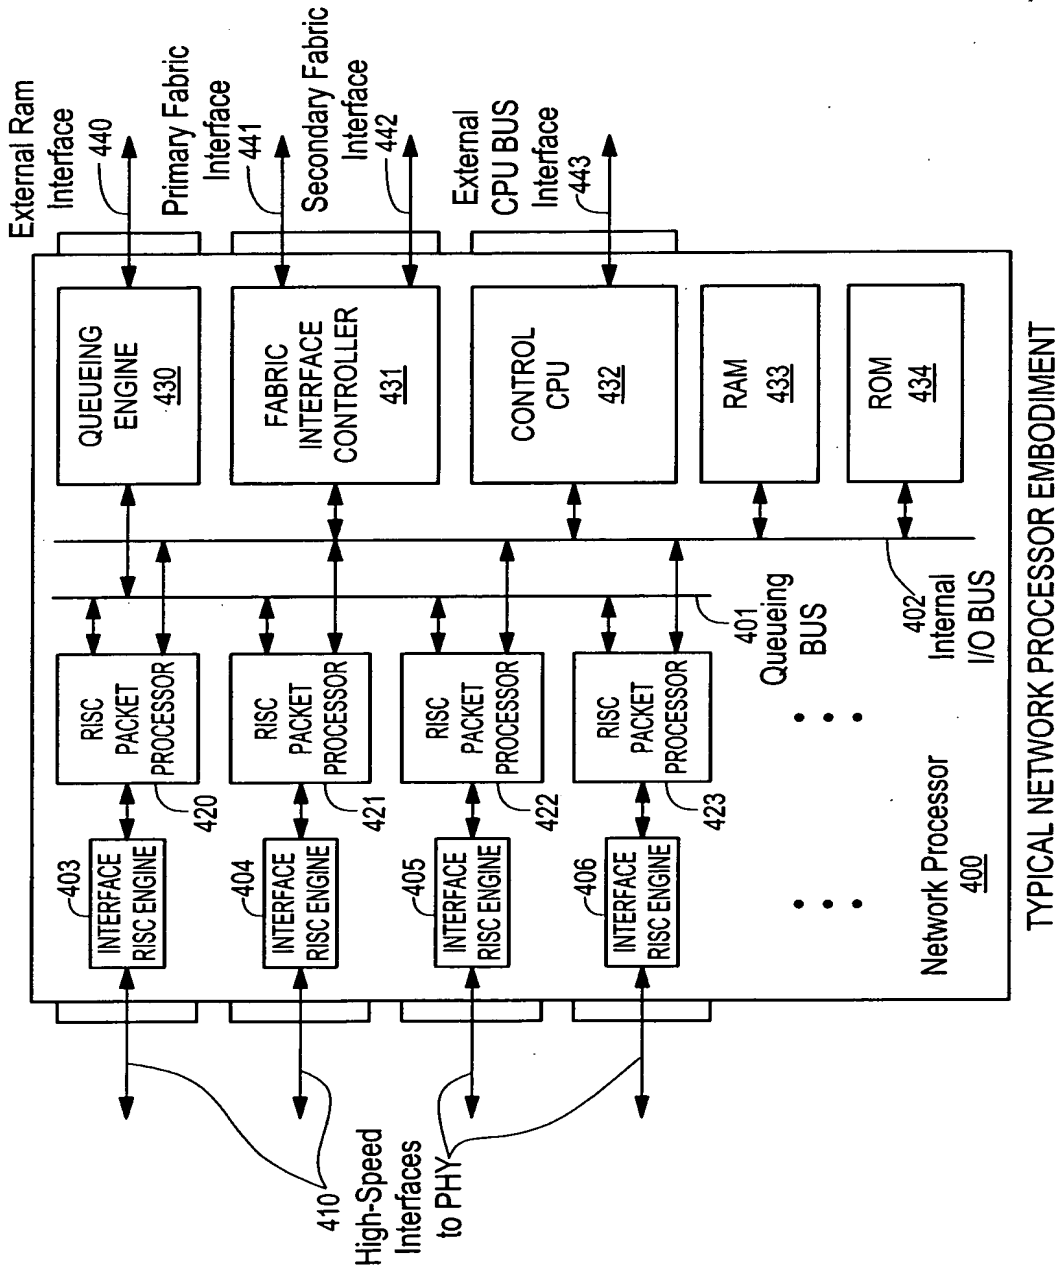 External Ram
Interface
440
Primary Fabric
Interface
441
Secondary Fabric
Interface
442
External
CPU BUS
Interface
443
QUEUEING
ENGINE
430
FABRIC
INTERFACE
CONTROLLER
431
CONTROL
CPU
432
RAM
433
ROM
434
401
Queueing
BUS
402
Internal
I/O BUS
RISC
PACKET
PROCESSOR
420
RISC
PACKET
PROCESSOR
421
RISC
PACKET
PROCESSOR
422
RISC
PACKET
PROCESSOR
423
403
INTERFACE
RISC ENGINE
404
INTERFACE
RISC ENGINE
405
INTERFACE
RISC ENGINE
406
INTERFACE
RISC ENGINE
Network Processor
400
410
High-Speed
Interfaces
to PHY
TYPICAL NETWORK PROCESSOR EMBODIMENT